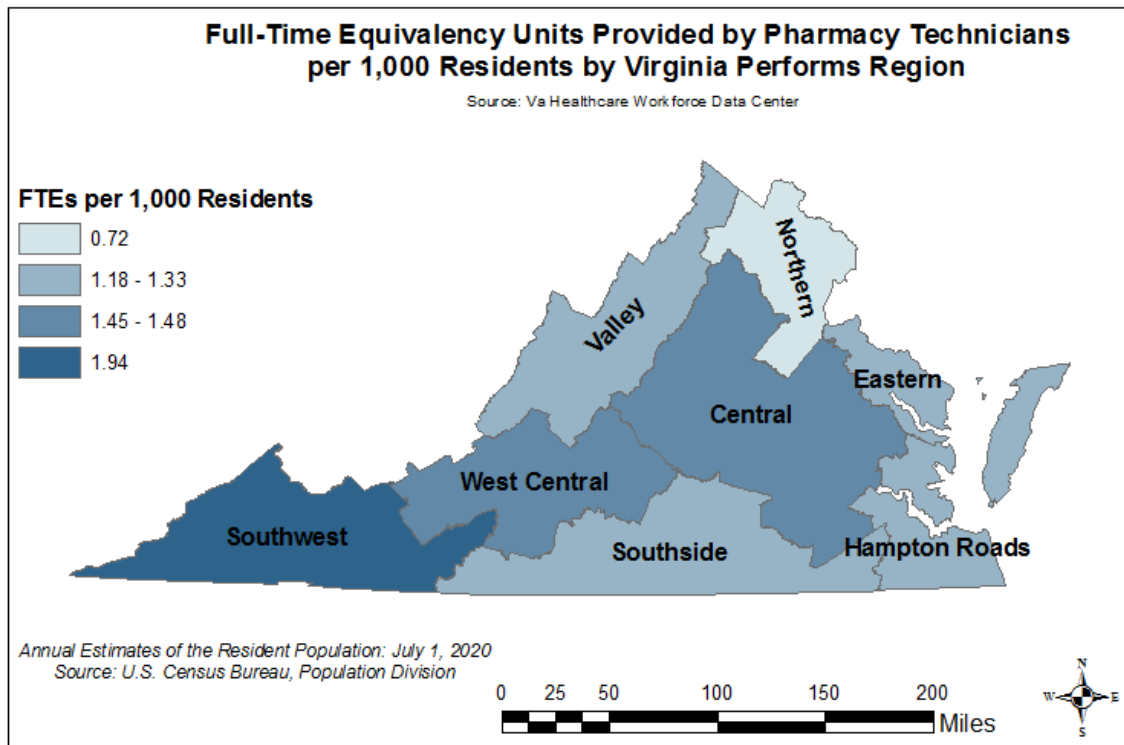 Full-Time Equivalency Units Provided by Pharmacy Technicians
per 1,000 Residents by Virginia Performs Region
Source: Va Healthcare Workforce Data Center
FTEs per 1,000 Residents
0.72
1.18 - 1.33
1.45 - 1.48
1.94
Northern
Valley
Eastern
Central
West Central
Southwest
Southside
Hampton Roads
Annual Estimates of the Resident Population: July 1, 2020
Source: U.S. Census Bureau, Population Division
0 25 50 100 150 200
Miles
N
W E
S